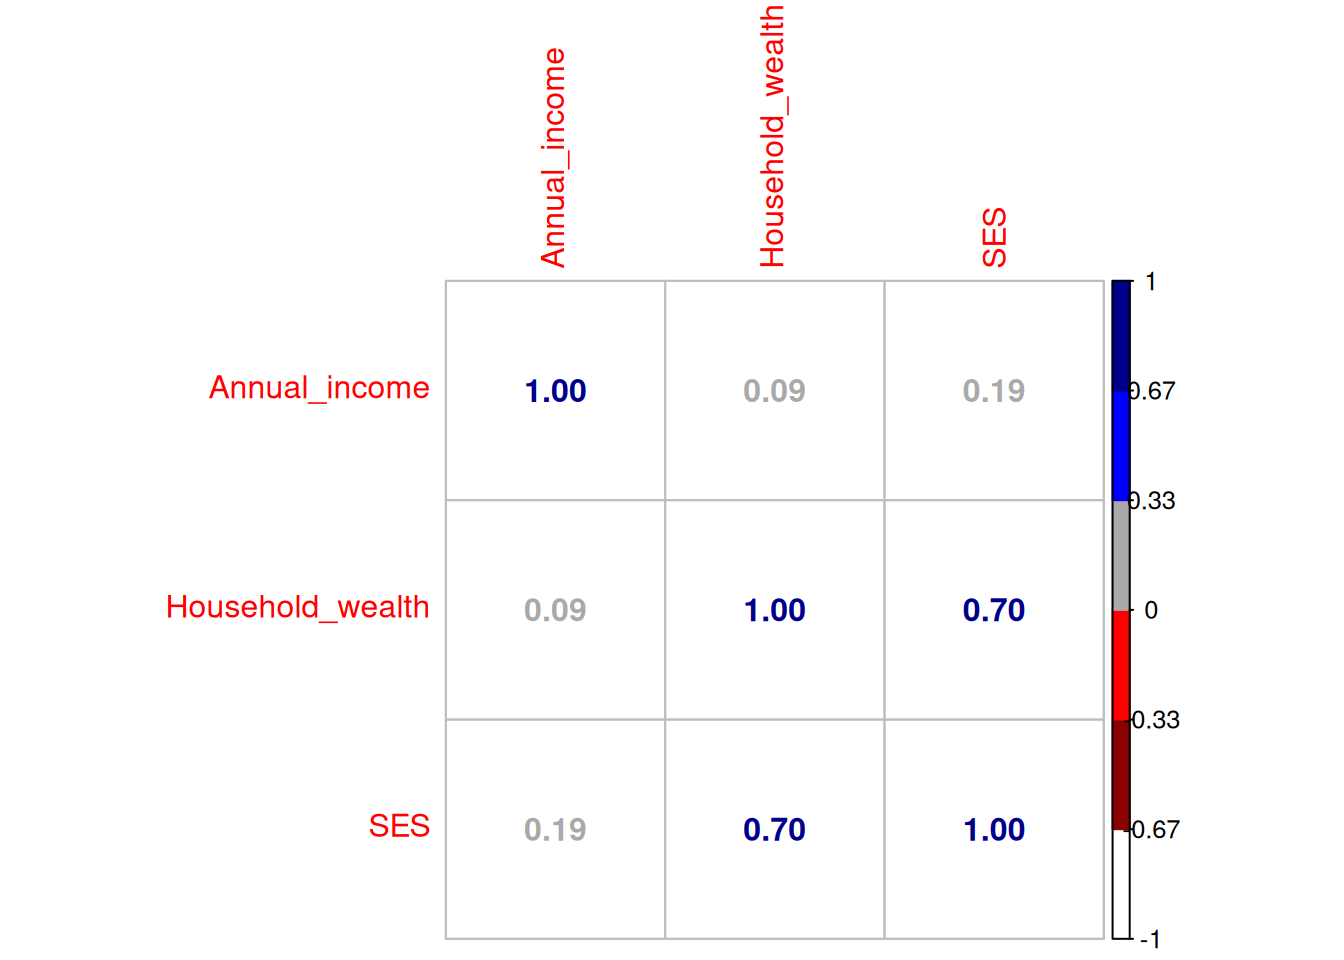 Annual_income
Household_wealth
SES
Annual_income 1.00 0.09 0.19
Household_wealth 0.09 1.00 0.70
SES 0.19 0.70 1.00
1
0.67
0.33
0
-0.33
-0.67
-1